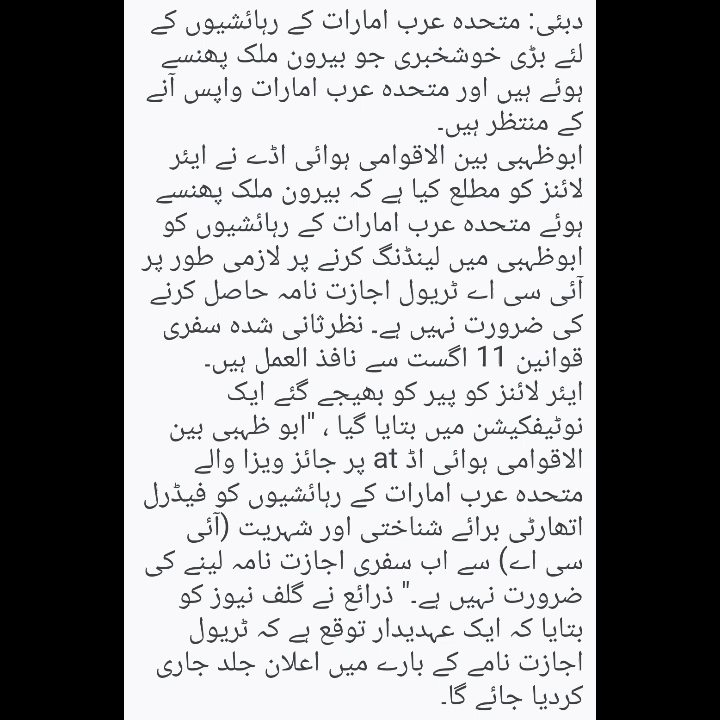 دبئی: متحدہ عرب امارات کے رہائشیوں کے
لئے بڑی خوشخبری جو بیرون ملک پھنسے
ہوئے ہیں اور متحدہ عرب امارات واپس آنے
کے منتظر ہیں۔
ابوظہبی بین الاقوامی ہوائی اڈے نے ایئر
لائنز کو مطلع کیا ہے کہ بیرون ملک پھنسے
ہوئے متحدہ عرب امارات کے رہائشیوں کو
ابوظہبی میں لینڈنگ کرنے پر لازمی طور پر
آئی سی اے ٹریول اجازت نامہ حاصل کرنے
کی ضرورت نہیں ہے۔ نظرثانی شدہ سفری
قوانین 11 اگست سے نافذ العمل ہیں۔
ایئر لائنز کو پیر کو بھیجے گئے ایک
نوٹیفکیشن میں بتایا گیا ، "ابو ظہبی بین
الاقوامی ہوائی اڈ at پر جائز ویزا والے
متحدہ عرب امارات کے رہائشیوں کو فیڈرل
اتھارٹی برائے شناختی اور شہریت (آئی
سی اے) سے اب سفری اجازت نامہ لینے کی
ضرورت نہیں ہے۔" ذرائع نے گلف نیوز کو
بتایا کہ ایک عہدیدار توقع ہے کہ ٹریول
اجازت نامے کے بارے میں اعلان جلد جاری
کردیا جائے گا۔